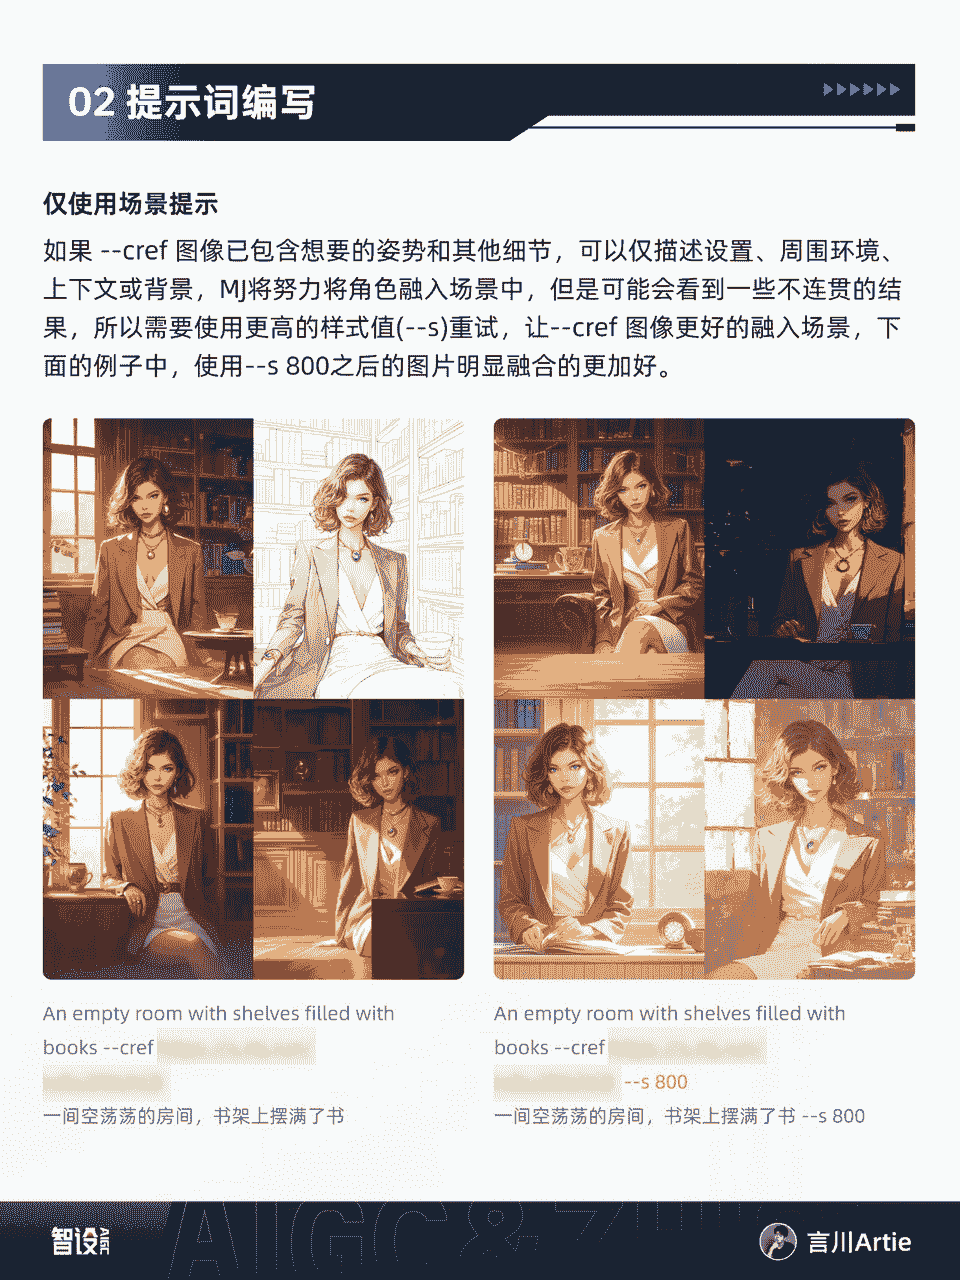 02 提示词编写
仅使用场景提示
如果 --cref 图像已包含想要的姿势和其他细节，可以仅描述设置、周围环境、
上下文或背景，MJ将努力将角色融入场景中，但是可能会看到一些不连贯的结
果，所以需要使用更高的样式值(--s)重试，让--cref 图像更好的融入场景，下
面的例子中，使用--s 800之后的图片明显融合的更加好。
An empty room with shelves filled with
books --cref
一间空荡荡的房间，书架上摆满了书
An empty room with shelves filled with
books --cref
--s 800
一间空荡荡的房间，书架上摆满了书 --s 800
智设AIGC
AIGC&ZHI
言川Artie